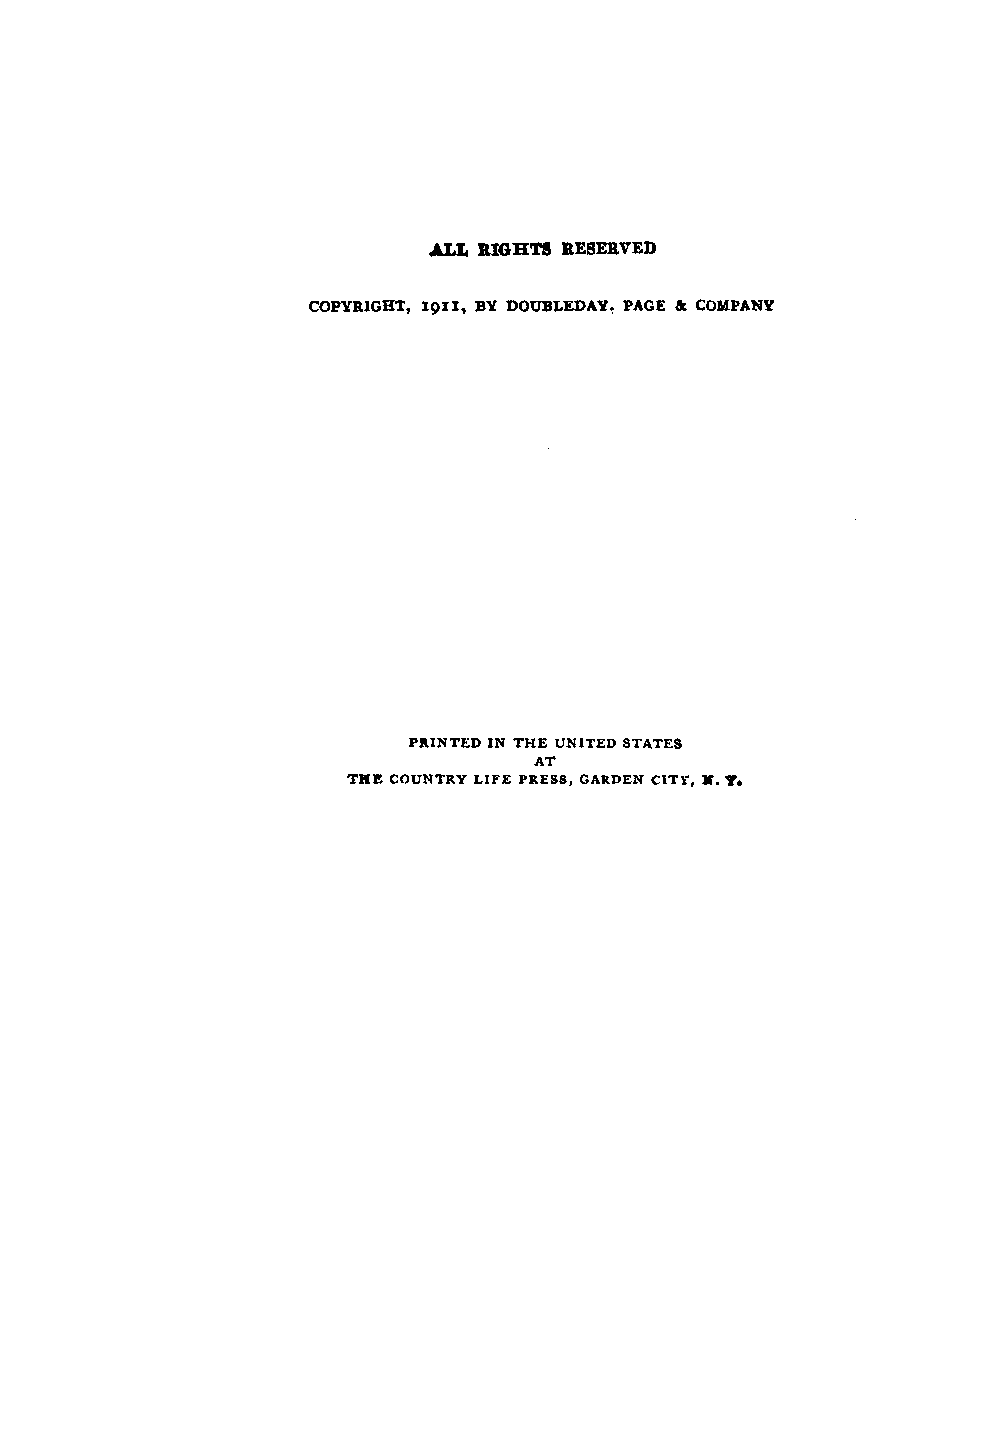 ALL RIGHTS RESERVED
COPYRIGHT, 1911, BY DOUBLEDAY, PAGE & COMPANY
PRINTED IN THE UNITED STATES
AT
THE COUNTRY LIFE PRESS, GARDEN CITY, N. Y.